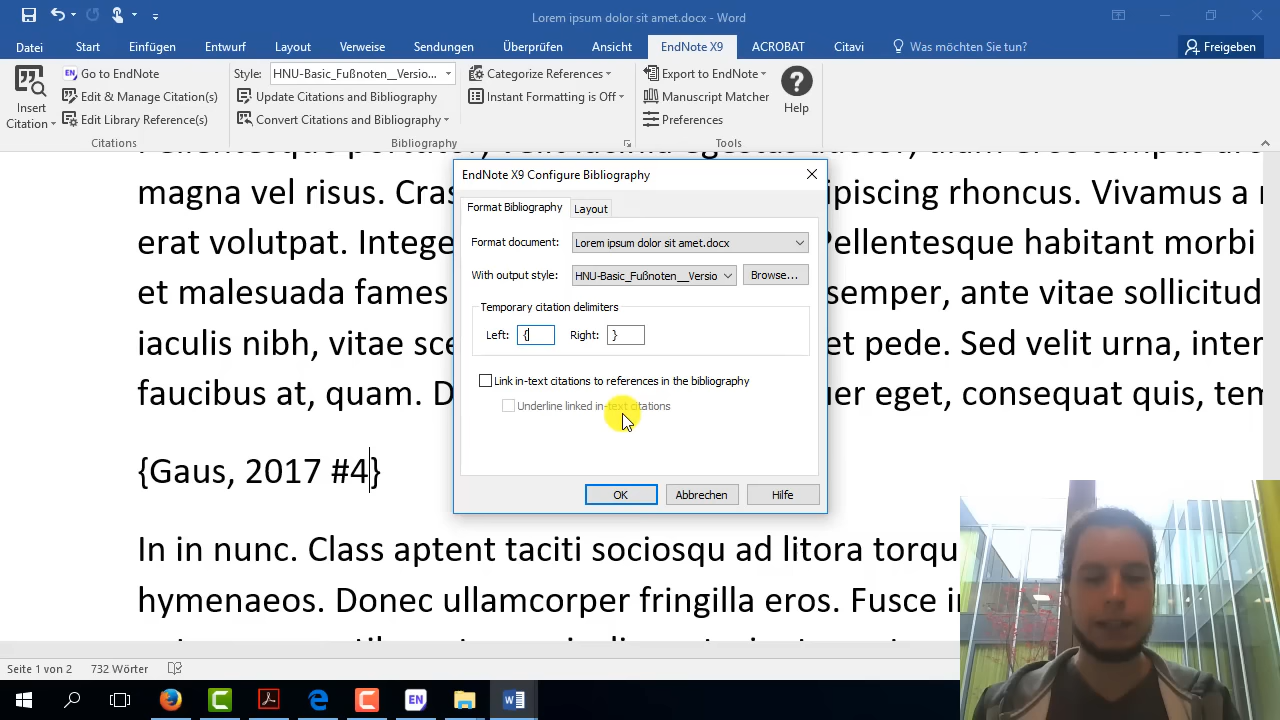 Lorem ipsum dolor sit amet.docx - Word
Datei Start Einfügen Entwurf Layout Verweise Sendungen Überprüfen Ansicht EndNote X9 ACROBAT Citavi Was möchten Sie tun? Freigeben
EN Go to EndNote Style: HNU-Basic_Fußnoten__Versio... Categorize References Export to EndNote
Insert Citation Edit & Manage Citation(s) Update Citations and Bibliography Instant Formatting is Off Manuscript Matcher Help
Edit Library Reference(s) Convert Citations and Bibliography Preferences
Citations Bibliography Tools
EndNote X9 Configure Bibliography
magna vel risus. Cras ipiscing rhoncus. Vivamus a
Format Bibliography Layout
erat volutpat. Intege Pellentesque habitant morbi
Format document: Lorem ipsum dolor sit amet.docx
With output style: HNU-Basic_Fußnoten__Versio Browse...
et malesuada fames semper, ante vitae sollicitud
Temporary citation delimiters
Left: { Right: }
iaculis nibh, vitae sce et pede. Sed velit urna, inter
Link in-text citations to references in the bibliography
faucibus at, quam. D uer eget, consequat quis, tem
Underline linked in-text citations
{Gaus, 2017 #4}
OK Abbrechen Hilfe
In in nunc. Class aptent taciti sociosqu ad litora torqu
hymenaeos. Donec ullamcorper fringilla eros. Fusce in
Seite 1 von 2 732 Wörter
EN